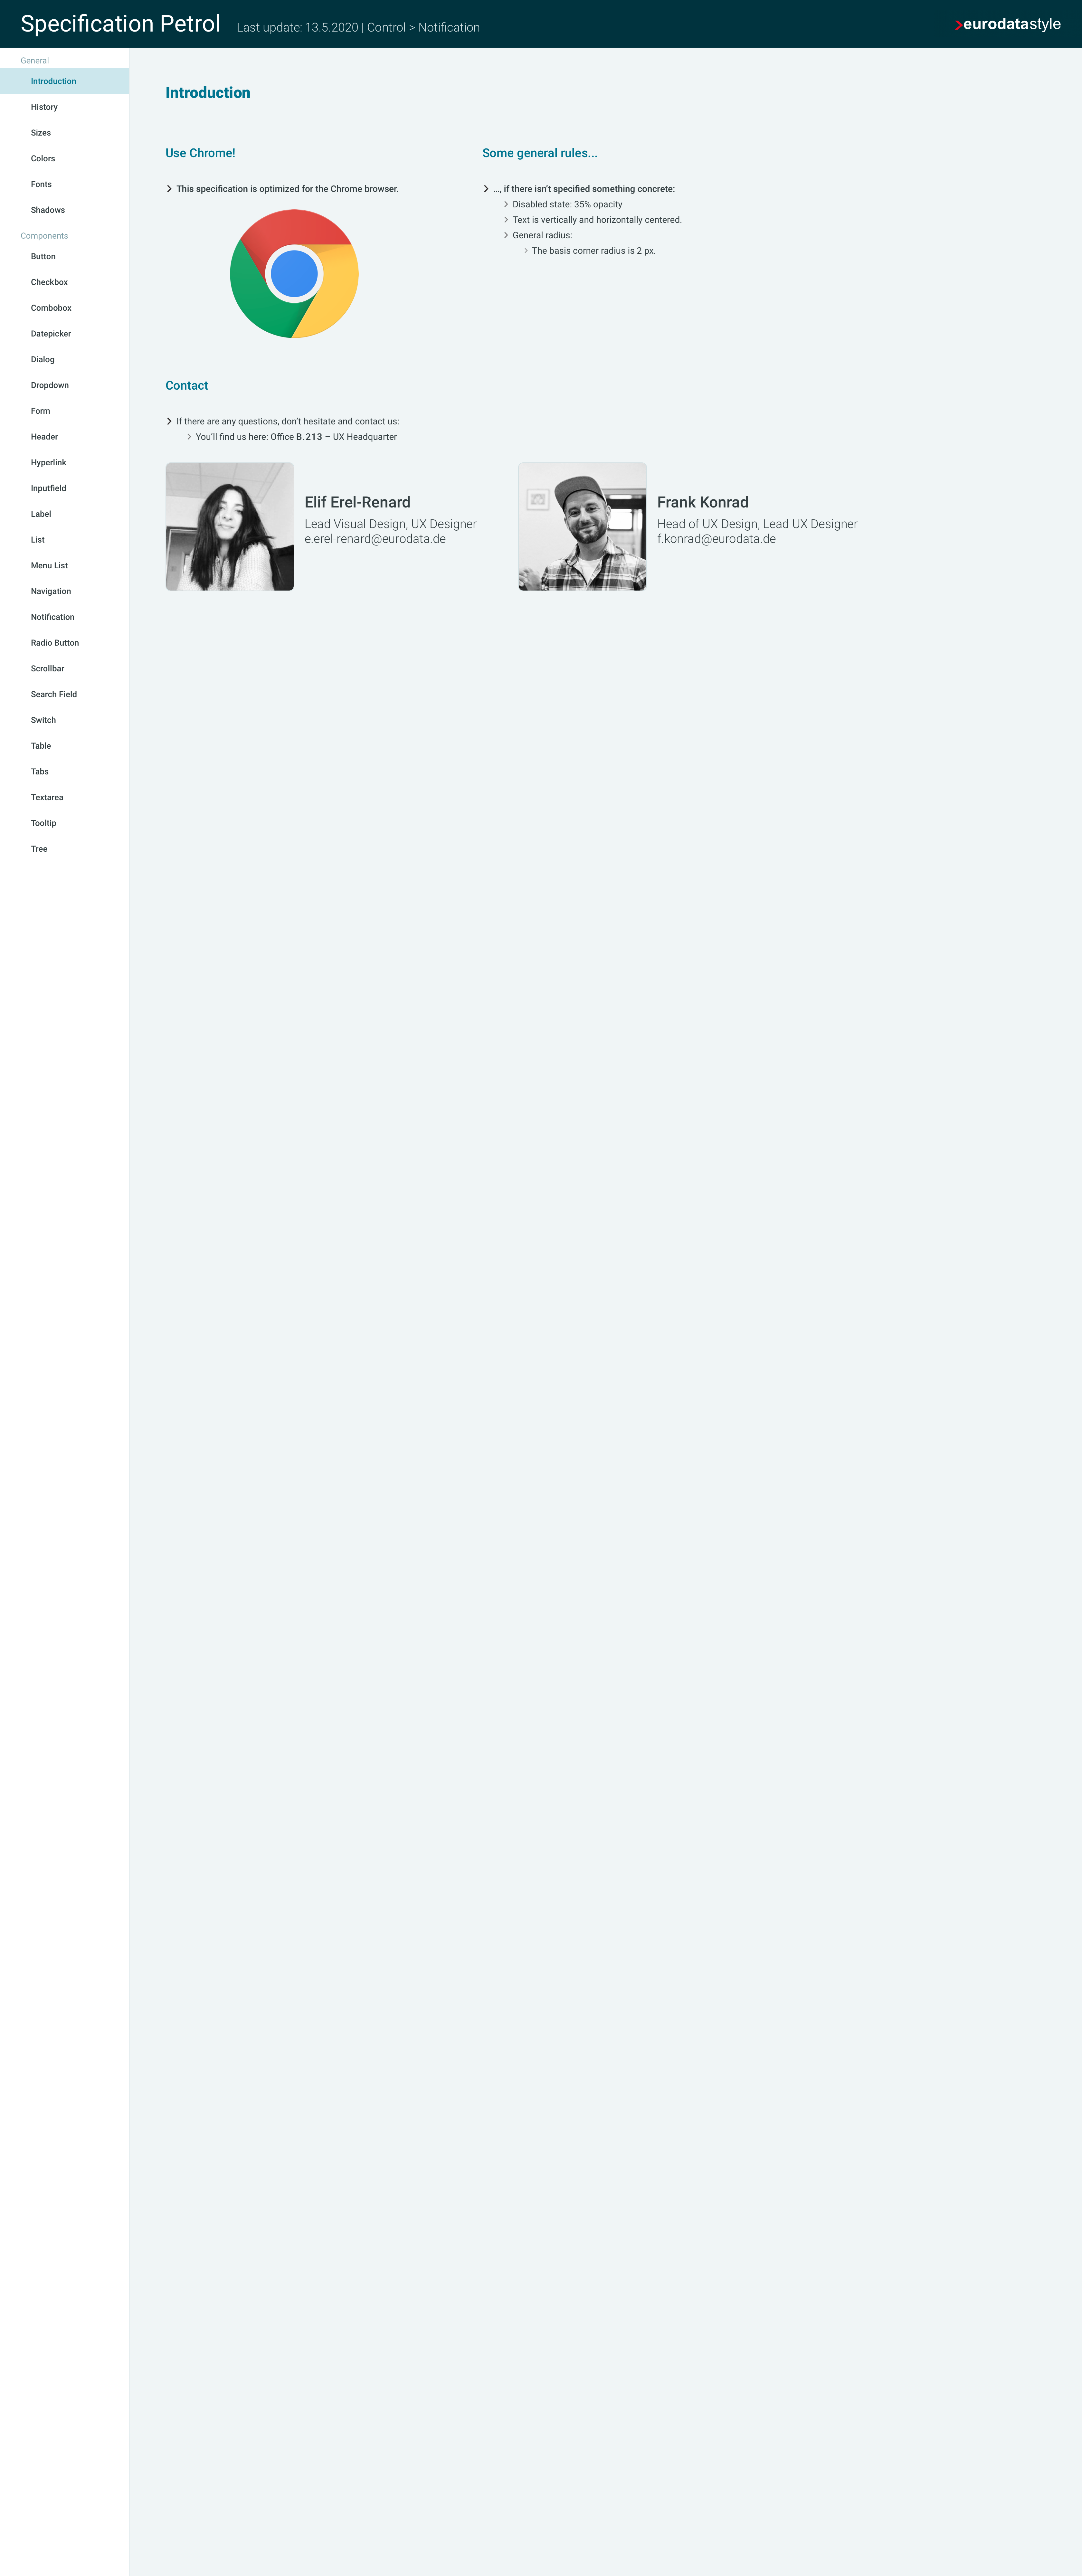 Specification Petrol Last update: 13.5.2020 | Control > Notification
eurodatastyle
General
Introduction
History
Sizes
Colors
Fonts
Shadows
Components
Button
Checkbox
Combobox
Datepicker
Dialog
Dropdown
Form
Header
Hyperlink
Inputfield
Label
List
Menu List
Navigation
Notification
Radio Button
Scrollbar
Search Field
Switch
Table
Tabs
Textarea
Tooltip
Tree
Introduction
Use Chrome!
This specification is optimized for the Chrome browser.
Some general rules...
..., if there isn't specified something concrete:
Disabled state: 35% opacity
Text is vertically and horizontally centered.
General radius:
The basis corner radius is 2 px.
Contact
If there are any questions, don't hesitate and contact us:
You'll find us here: Office B.213 – UX Headquarter
Elif Erel-Renard
Lead Visual Design, UX Designer
e.erel-renard@eurodata.de
Frank Konrad
Head of UX Design, Lead UX Designer
f.konrad@eurodata.de